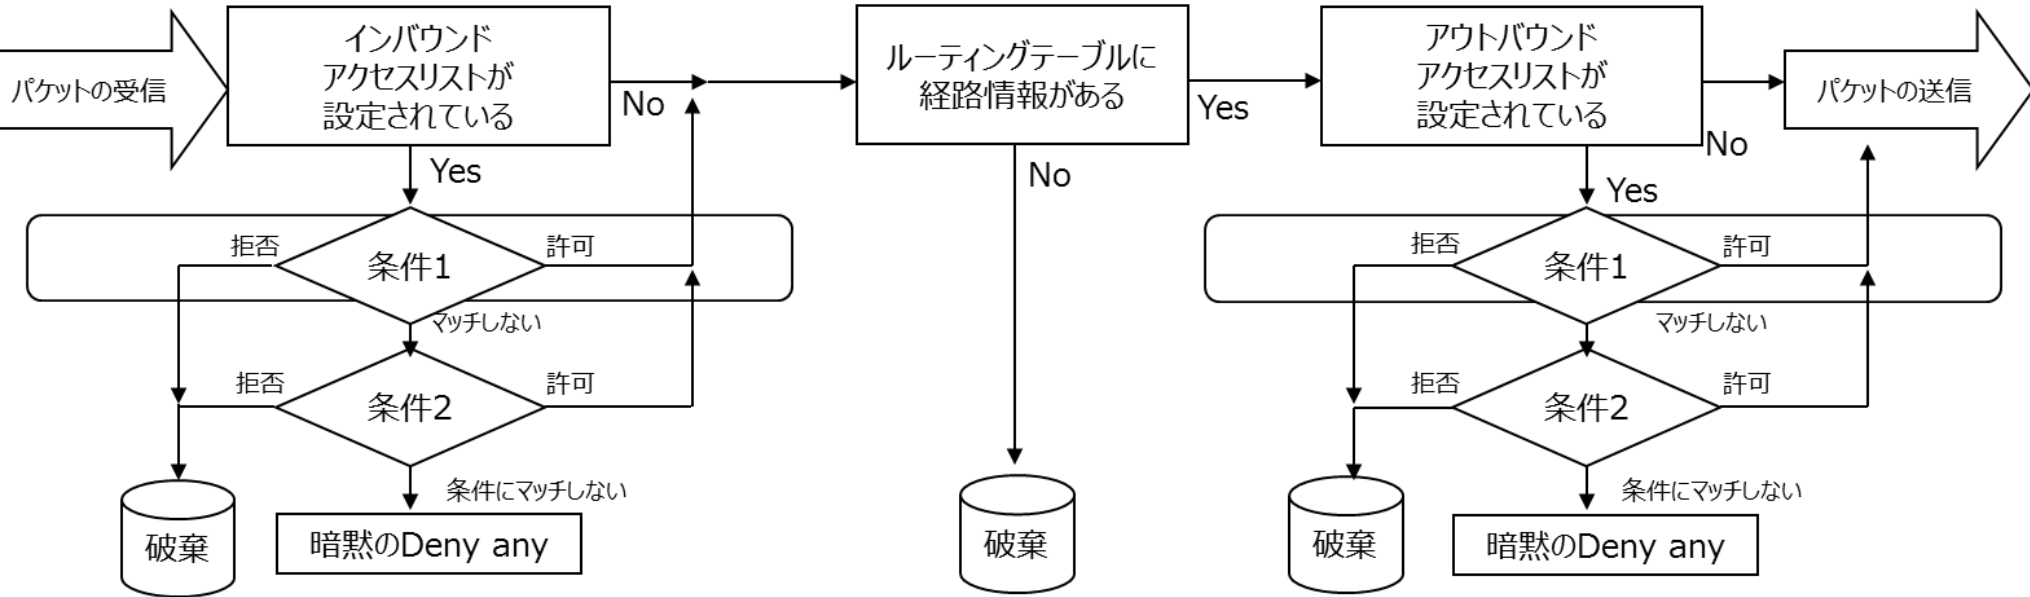 パケットの受信
インバウンド
アクセスリストが
設定されている
No
Yes
ルーティングテーブルに
経路情報がある
Yes
No
アウトバウンド
アクセスリストが
設定されている
No
Yes
パケットの送信
拒否
条件1
許可
マッチしない
拒否
条件2
許可
条件にマッチしない
破棄
暗黙のDeny any
破棄
拒否
条件1
許可
マッチしない
拒否
条件2
許可
条件にマッチしない
破棄
暗黙のDeny any